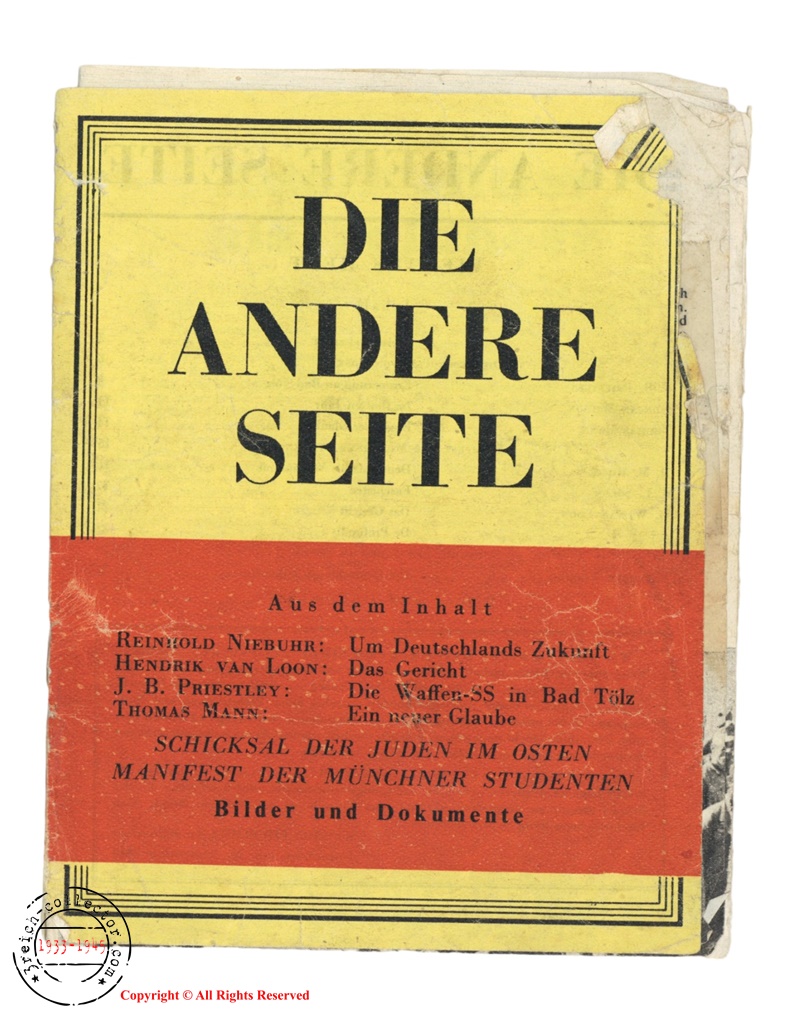 DIE
ANDERE
SEITE
h
n.
d
Aus dem Inhalt
REINHOLD NIEBUHR: Um Deutschlands Zukunft
HENDRIK VAN LOON: Das Gericht
J. B. PRIESTLEY: Die Waffen-SS in Bad Tölz
THOMAS MANN: Ein neuer Glaube
SCHICKSAL DER JUDEN IM OSTEN
MANIFEST DER MÜNCHNER STUDENTEN
Bilder und Dokumente
3reich-collector.com
1933-1945
Copyright © All Rights Reserved